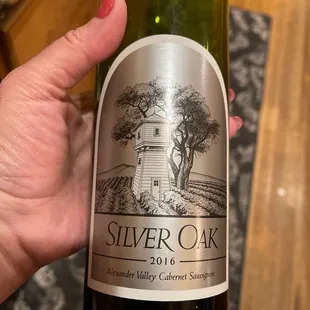 SILVER OAK
2016
Alexander Valley Cabernet Sauvignon